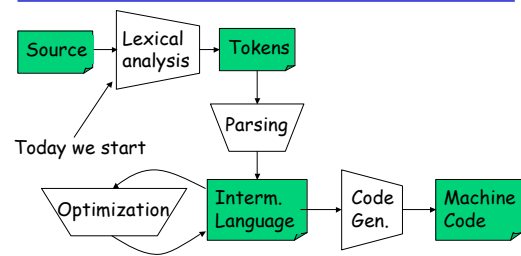 Source
Lexical
analysis
Tokens
Today we start
Parsing
Optimization
Interm.
Language
Code
Gen.
Machine
Code